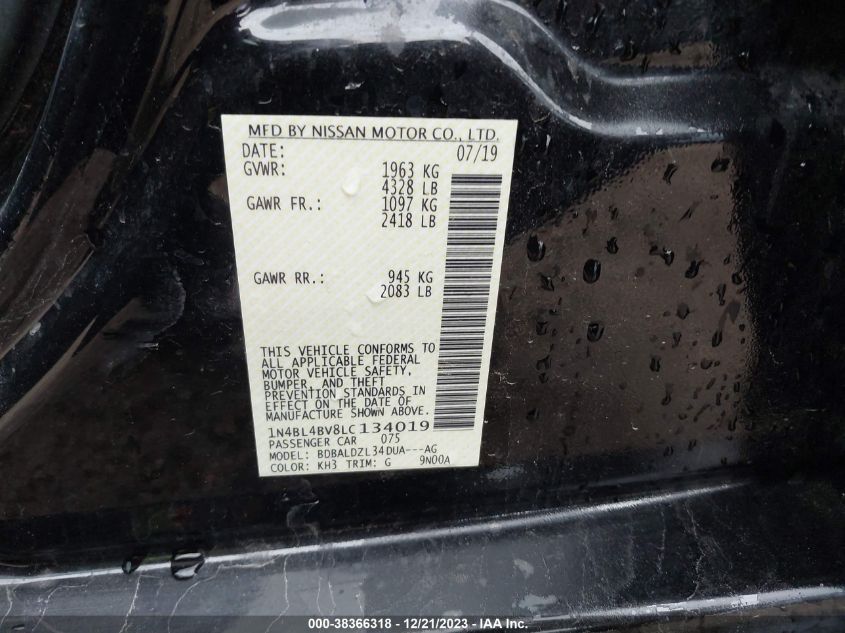 MFD BY NISSAN MOTOR CO., LTD.
DATE: 07/19
GVWR: 1963 KG
4328 LB
GAWR FR.: 1097 KG
2418 LB
GAWR RR.: 945 KG
2083 LB
THIS VEHICLE CONFORMS TO
ALL APPLICABLE FEDERAL
MOTOR VEHICLE SAFETY,
BUMPER, AND THEFT
PREVENTION STANDARDS IN
EFFECT ON THE DATE OF
MANUFACTURE SHOWN ABOVE.
1N4BL4BV8LC134019
PASSENGER CAR 075
MODEL: BDBALDZL34DUA---AG
COLOR: KH3 TRIM: G 9N00A
000-38366318 - 12/21/2023 - IAA Inc.